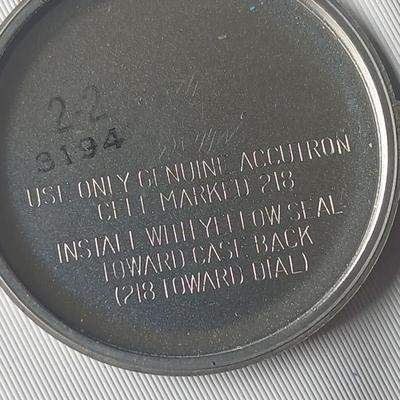 2-2
3194
USE ONLY GENUINE ACCUTRON
CELL MARKED 218
INSTALL WITH YELLOW SEAL
TOWARD CASE BACK
(218 TOWARD DIAL)